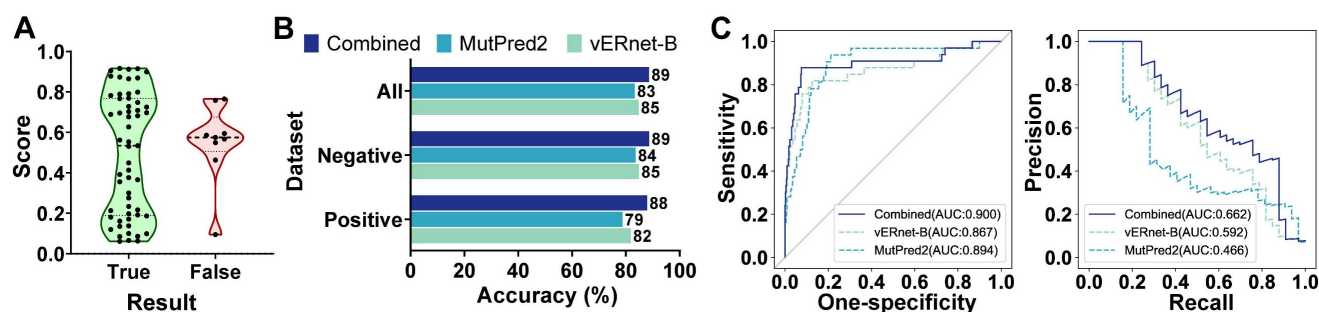 A
Score
1.0
0.8
0.6
0.4
0.2
0.0
True
False
Result
B
Combined
MutPred2
vERnet-B
Dataset
All
Negative
Positive
89
83
85
89
84
85
88
79
82
0
20
40
60
80
100
Accuracy (%)
C
Sensitivity
1.0
0.8
0.6
0.4
0.2
0.0
Combined(AUC:0.900)
vERnet-B(AUC:0.867)
MutPred2(AUC:0.894)
0.0
0.2
0.4
0.6
0.8
1.0
One-specificity
Precision
1.0
0.8
0.6
0.4
0.2
0.0
Combined(AUC:0.662)
vERnet-B(AUC:0.592)
MutPred2(AUC:0.466)
0.0
0.2
0.4
0.6
0.8
1.0
Recall